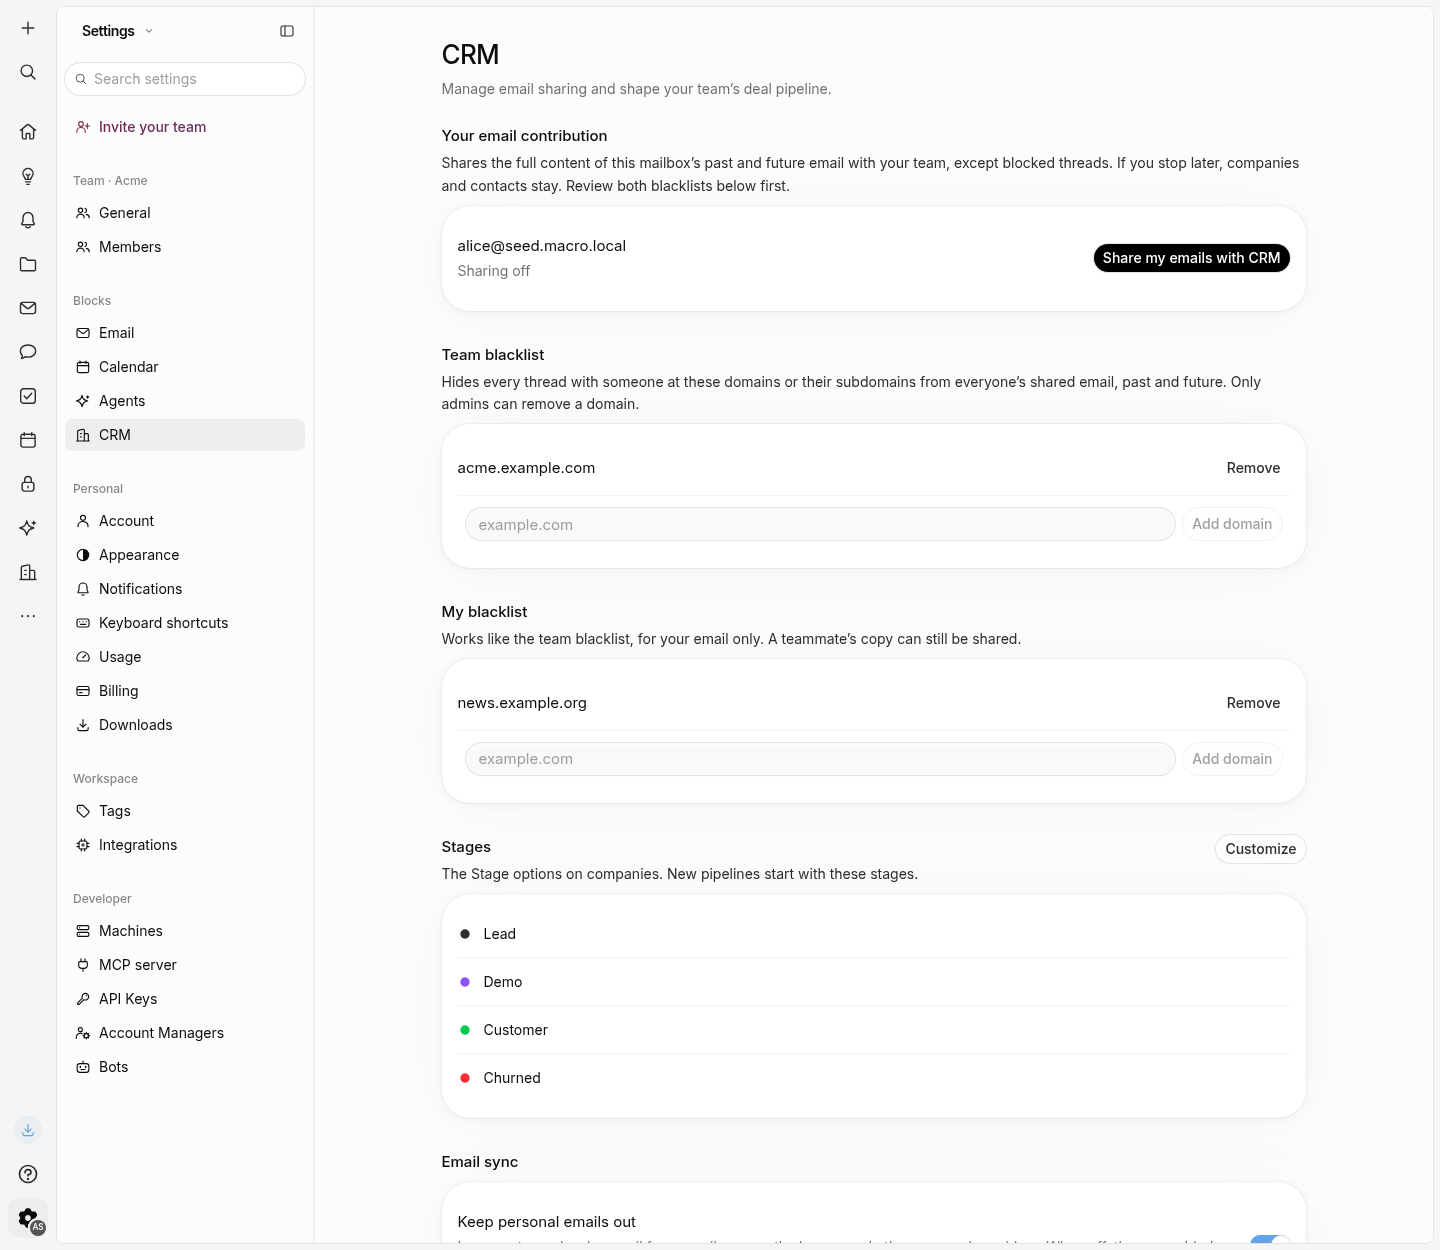 Settings
Search settings
Invite your team
Team · Acme
General
Members
Blocks
Email
Calendar
Agents
CRM
Personal
Account
Appearance
Notifications
Keyboard shortcuts
Usage
Billing
Downloads
Workspace
Tags
Integrations
Developer
Machines
MCP server
API Keys
Account Managers
Bots
AS
CRM
Manage email sharing and shape your team's deal pipeline.
Your email contribution
Shares the full content of this mailbox's past and future email with your team, except blocked threads. If you stop later, companies
and contacts stay. Review both blacklists below first.
alice@seed.macro.local
Sharing off
Share my emails with CRM
Team blacklist
Hides every thread with someone at these domains or their subdomains from everyone's shared email, past and future. Only
admins can remove a domain.
acme.example.com
Remove
example.com
Add domain
My blacklist
Works like the team blacklist, for your email only. A teammate's copy can still be shared.
news.example.org
Remove
example.com
Add domain
Stages
Customize
The Stage options on companies. New pipelines start with these stages.
Lead
Demo
Customer
Churned
Email sync
Keep personal emails out